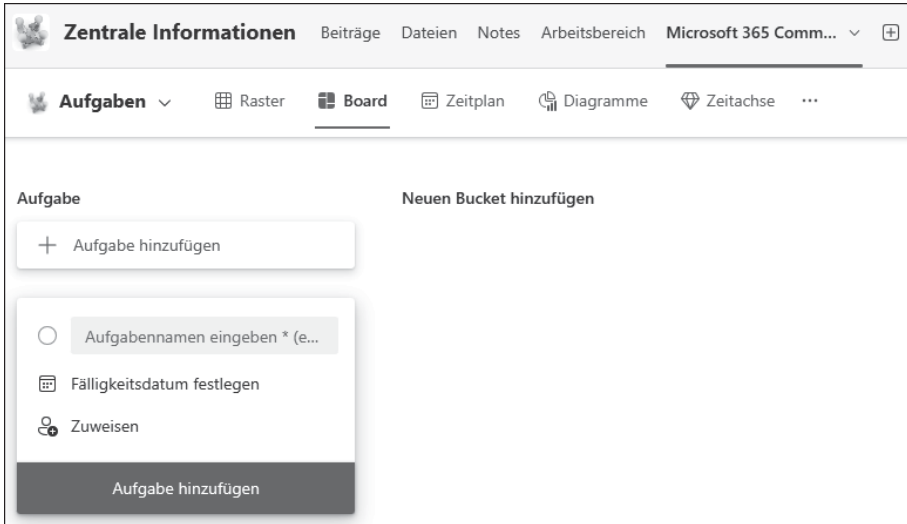 Zentrale Informationen Beiträge Dateien Notes Arbeitsbereich Microsoft 365 Comm...
Aufgaben Raster Board Zeitplan Diagramme Zeitachse ...
Aufgabe Neuen Bucket hinzufügen
Aufgabe hinzufügen
Aufgabennamen eingeben * (e...
Fälligkeitsdatum festlegen
Zuweisen
Aufgabe hinzufügen